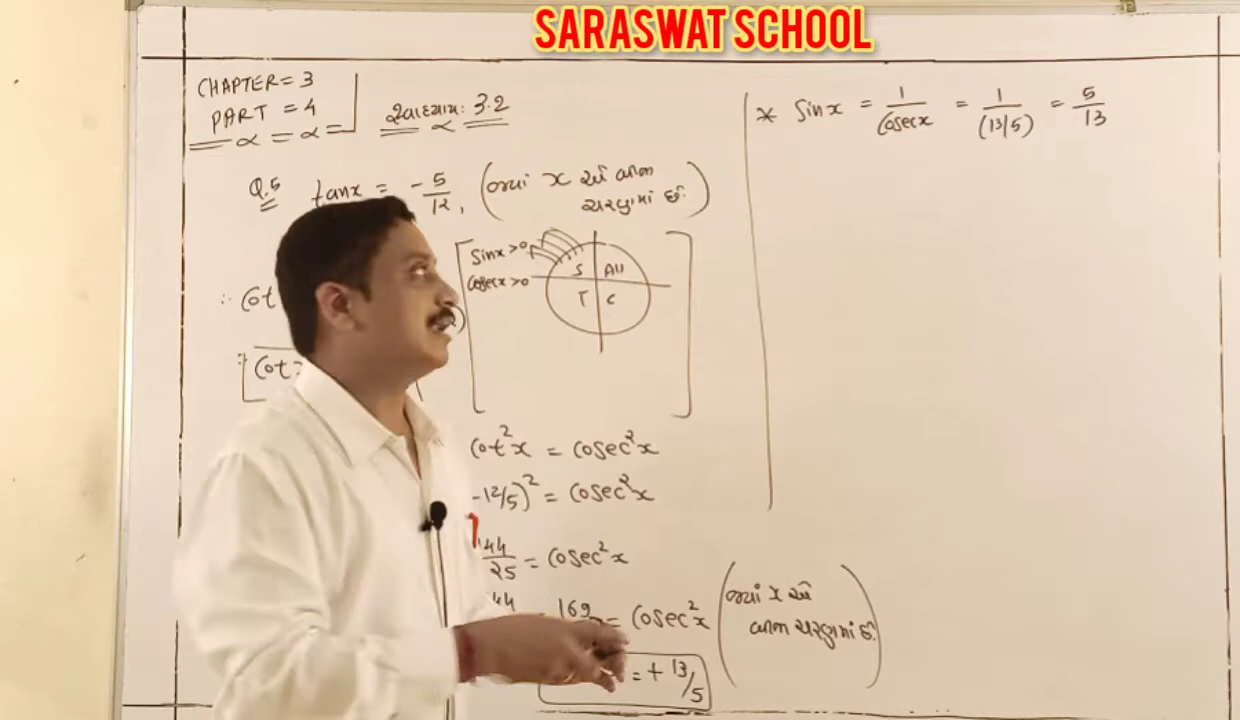 SARASWAT SCHOOL
CHAPTER = 3
PART = 4
સ્વાધ્યાય: 3.2
Q.5 tanx = -5/12, (જ્યાં x એ બીજા
ચરણમાં છે.)
Sinx >0
Cosecx >0
S All
T C
∴ Cot
∴ Cot
Cot²x = Cosec²x
-12/5)² = Cosec²x
144/25 = Cosec²x
169 = Cosec²x (જ્યાં x એ
બીજા ચરણમાં છે.)
= + 13/5
* Sinx = 1/Cosecx = 1/(13/5) = 5/13